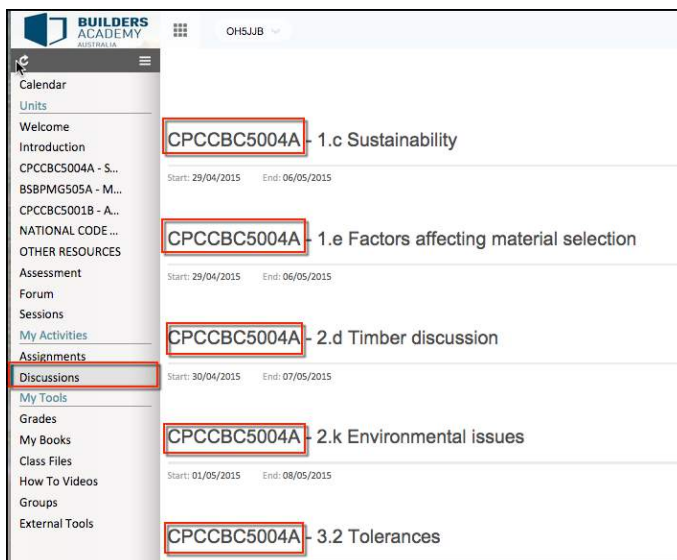 BUILDERS
ACADEMY
AUSTRALIA
OH5JJB
Calendar
Units
Welcome
Introduction
CPCCBC5004A - S...
BSBPMG505A - M...
CPCCBC5001B - A...
NATIONAL CODE ...
OTHER RESOURCES
Assessment
Forum
Sessions
My Activities
Assignments
Discussions
My Tools
Grades
My Books
Class Files
How To Videos
Groups
External Tools
CPCCBC5004A - 1.c Sustainability
Start: 29/04/2015 End: 06/05/2015
CPCCBC5004A - 1.e Factors affecting material selection
Start: 29/04/2015 End: 06/05/2015
CPCCBC5004A - 2.d Timber discussion
Start: 30/04/2015 End: 07/05/2015
CPCCBC5004A - 2.k Environmental issues
Start: 01/05/2015 End: 08/05/2015
CPCCBC5004A - 3.2 Tolerances